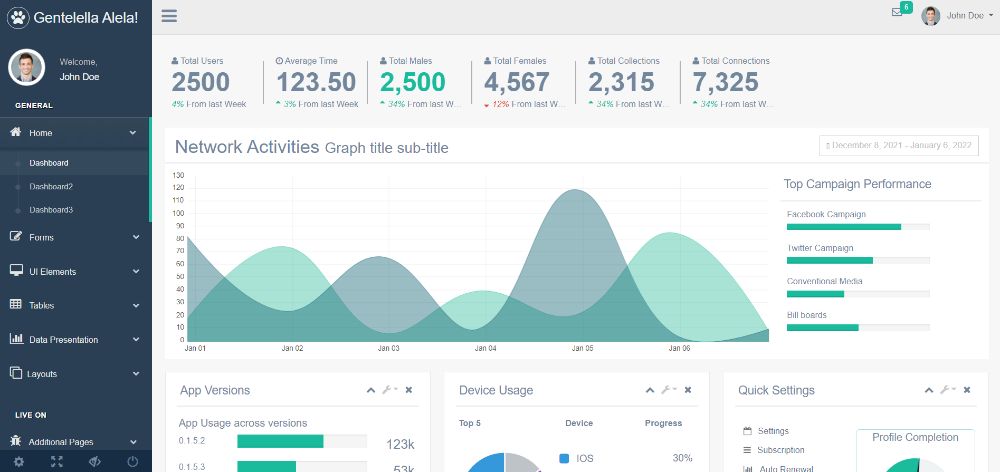 Gentelella Alela!
Welcome,
John Doe
GENERAL
Home
Dashboard
Dashboard2
Dashboard3
Forms
UI Elements
Tables
Data Presentation
Layouts
LIVE ON
Additional Pages
6
John Doe
Total Users
2500
4% From last Week
Average Time
123.50
3% From last Week
Total Males
2,500
34% From last W...
Total Females
4,567
12% From last W...
Total Collections
2,315
34% From last W...
Total Connections
7,325
34% From last W...
Network Activities Graph title sub-title
December 8, 2021 - January 6, 2022
130
120
110
100
90
80
70
60
50
40
30
20
10
0
Jan 01 Jan 02 Jan 03 Jan 04 Jan 05 Jan 06
Top Campaign Performance
Facebook Campaign
Twitter Campaign
Conventional Media
Bill boards
App Versions
App Usage across versions
0.1.5.2 123k
0.1.5.3 53k
Device Usage
Top 5 Device Progress
IOS 30%
Quick Settings
Settings
Subscription
Auto Renewal
Profile Completion